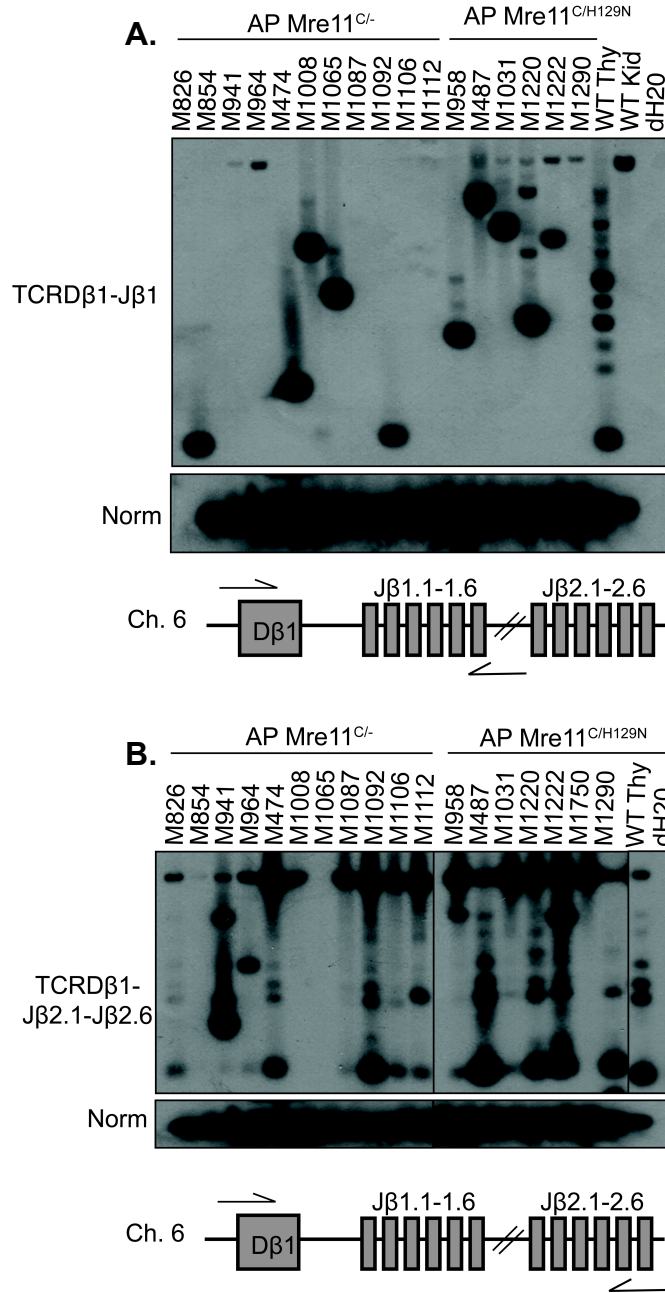 A.
AP Mre11C/-
AP Mre11C/H129N
M826
M854
M941
M964
M474
M1008
M1065
M1087
M1092
M1106
M1112
M958
M487
M1031
M1220
M1222
M1290
WT Thy
WT Kid
dH20
TCRDβ1-Jβ1
Norm
Jβ1.1-1.6
Jβ2.1-2.6
Ch. 6
Dβ1
B.
AP Mre11C/-
AP Mre11C/H129N
M826
M854
M941
M964
M474
M1008
M1065
M1087
M1092
M1106
M1112
M958
M487
M1031
M1220
M1222
M1750
M1290
WT Thy
dH20
TCRDβ1-
Jβ2.1-Jβ2.6
Norm
Jβ1.1-1.6
Jβ2.1-2.6
Ch. 6
Dβ1